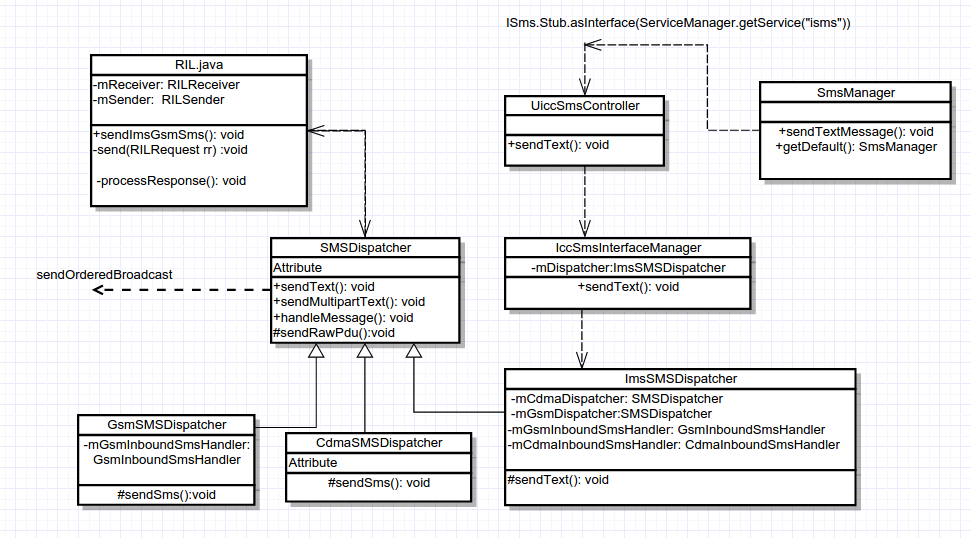 ISms.Stub.asInterface(ServiceManager.getService("isms"))
RIL.java
-mReceiver: RILReceiver
-mSender:  RILSender
+sendImsGsmSms(): void
-send(RILRequest rr) :void
-processResponse(): void
UiccSmsController
+sendText(): void
SmsManager
+sendTextMessage(): void
+getDefault(): SmsManager
SMSDispatcher
Attribute
+sendText(): void
+sendMultipartText(): void
+handleMessage(): void
#sendRawPdu():void
sendOrderedBroadcast
IccSmsInterfaceManager
-mDispatcher:ImsSMSDispatcher
+sendText(): void
GsmSMSDispatcher
-mGsmInboundSmsHandler:
GsmInboundSmsHandler
#sendSms():void
CdmaSMSDispatcher
Attribute
#sendSms(): void
ImsSMSDispatcher
-mCdmaDispatcher: SMSDispatcher
-mGsmDispatcher:SMSDispatcher
-mGsmInboundSmsHandler: GsmInboundSmsHandler
-mCdmaInboundSmsHandler: CdmaInboundSmsHandler
#sendText(): void